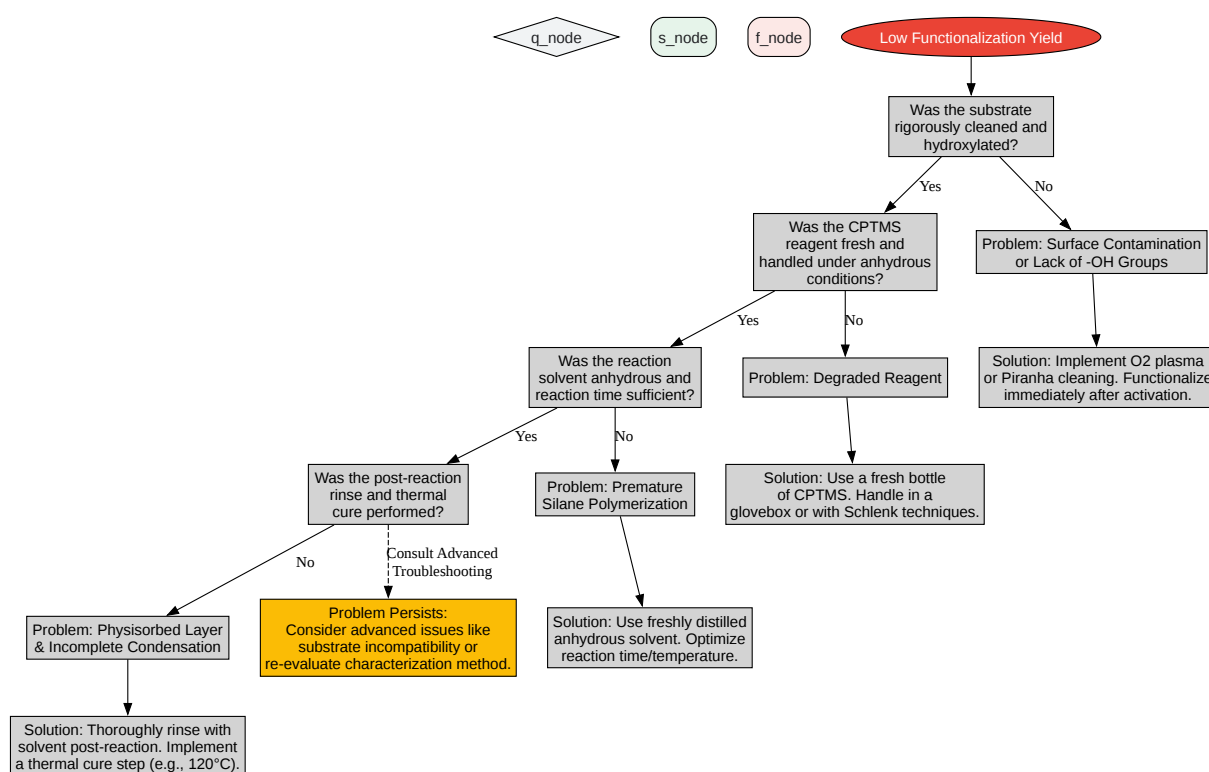 q_node
s_node
f_node
Low Functionalization Yield
Was the substrate
rigorously cleaned and
hydroxylated?
Yes
No
Was the CPTMS
reagent fresh and
handled under anhydrous
conditions?
Problem: Surface Contamination
or Lack of -OH Groups
Yes
No
Was the reaction
solvent anhydrous and
reaction time sufficient?
Problem: Degraded Reagent
Solution: Implement O2 plasma
or Piranha cleaning. Functionalize
immediately after activation.
Yes
No
Was the post-reaction
rinse and thermal
cure performed?
Problem: Premature
Silane Polymerization
Solution: Use a fresh bottle
of CPTMS. Handle in a
glovebox or with Schlenk techniques.
No
Consult Advanced
Troubleshooting
Problem: Physisorbed Layer
& Incomplete Condensation
Problem Persists:
Consider advanced issues like
substrate incompatibility or
re-evaluate characterization method.
Solution: Use freshly distilled
anhydrous solvent. Optimize
reaction time/temperature.
Solution: Thoroughly rinse with
solvent post-reaction. Implement
a thermal cure step (e.g., 120°C).